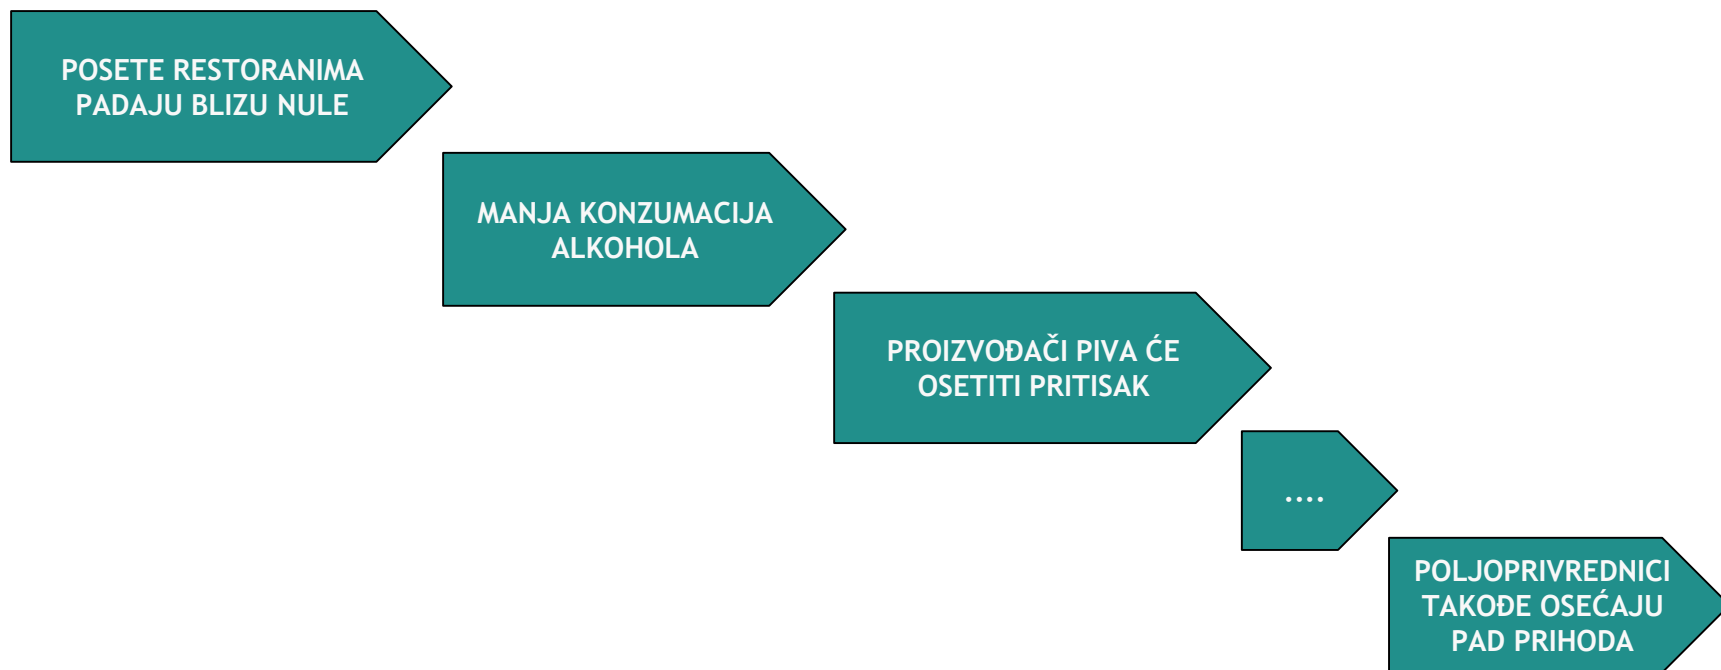 POSETE RESTORANIMA
PADAJU BLIZU NULE
MANJA KONZUMACIJA
ALKOHOLA
PROIZVOĐAČI PIVA ĆE
OSETITI PRITISAK
....
POLJOPRIVREDNICI
TAKOĐE OSEĆAJU
PAD PRIHODA